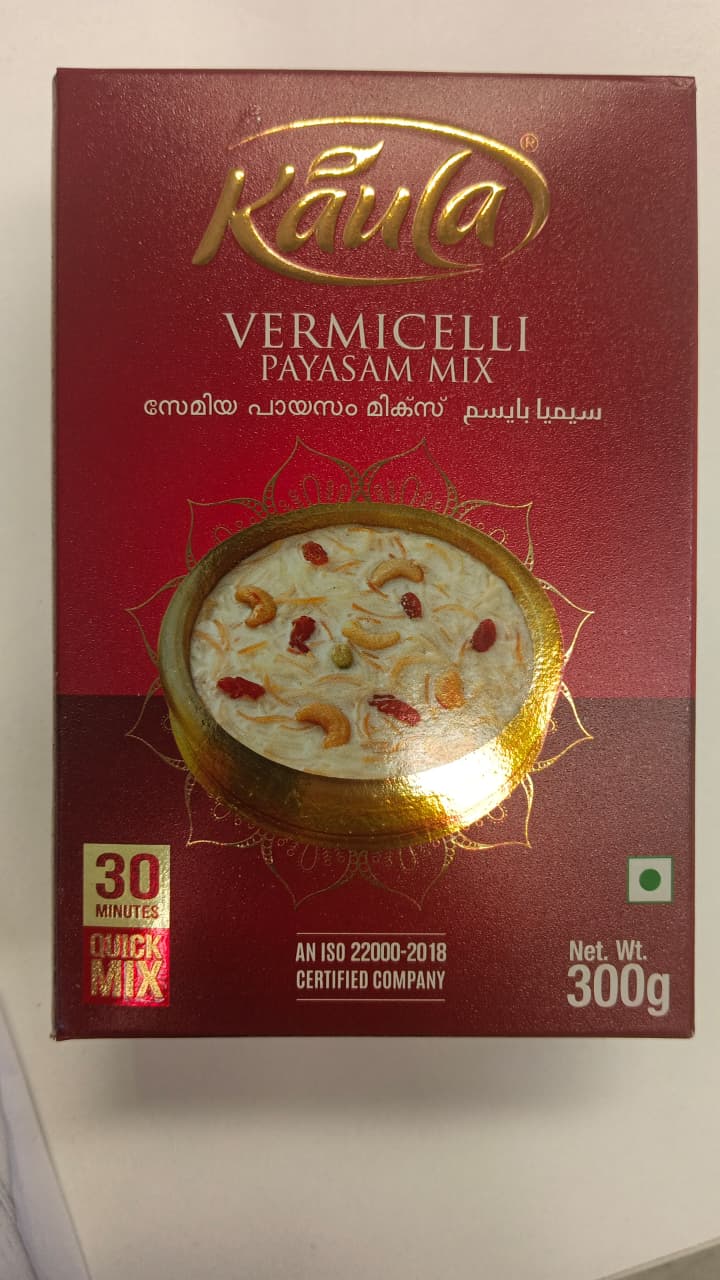 Kaula ®
VERMICELLI
PAYASAM MIX
സേമിയ പായസം മിക്സ് سيميا بايسم
30
MINUTES
QUICK
MIX
AN ISO 22000-2018
CERTIFIED COMPANY
Net. Wt.
300g